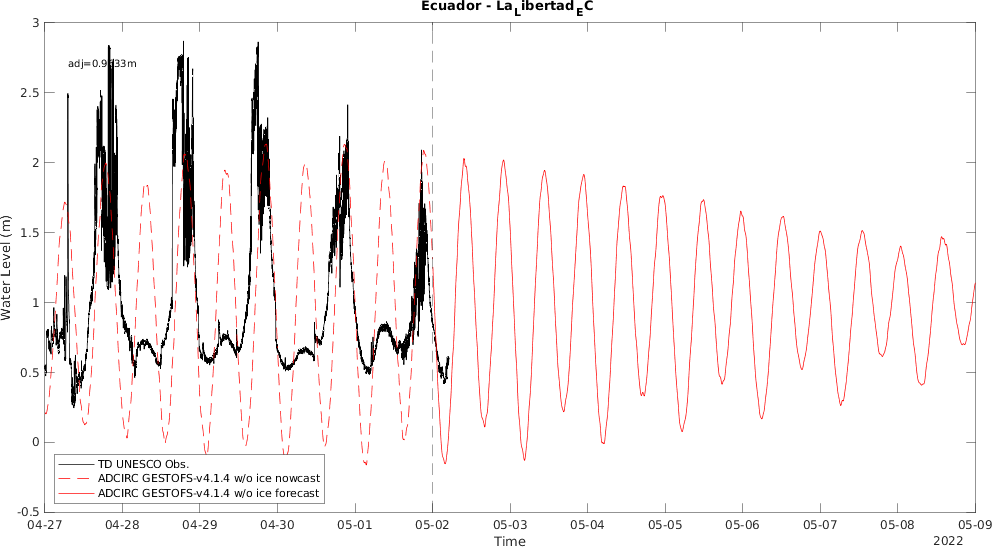 Ecuador - LaLibertadEC
adj=0.9833m
Water Level (m)
3
2.5
2
1.5
1
0.5
0
-0.5
TD UNESCO Obs.
ADCIRC GESTOFS-v4.1.4 w/o ice nowcast
ADCIRC GESTOFS-v4.1.4 w/o ice forecast
04-27 04-28 04-29 04-30 05-01 05-02 05-03 05-04 05-05 05-06 05-07 05-08 05-09
Time
2022